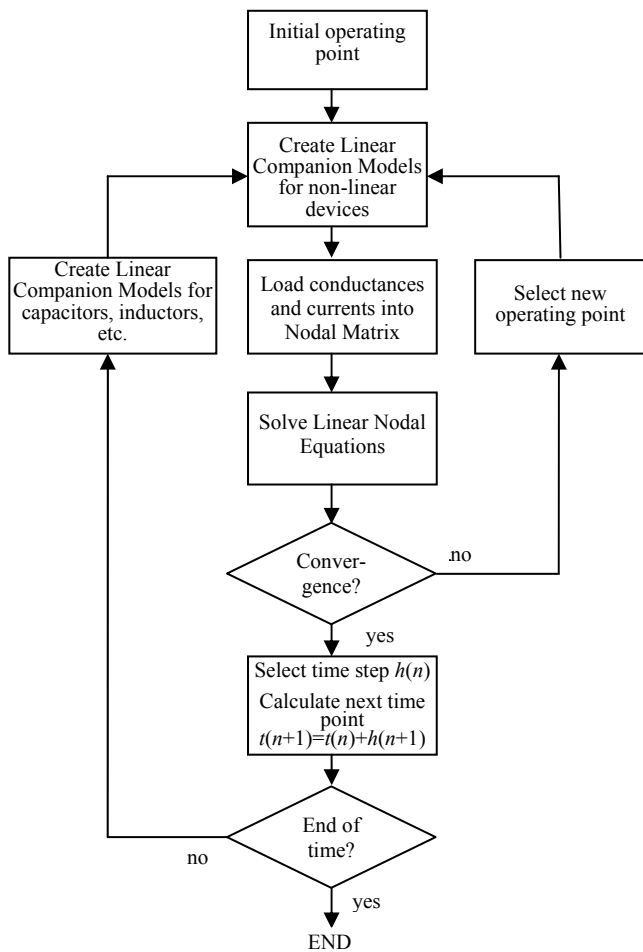 Initial operating
point
Create Linear
Companion Models
for non-linear
devices
Create Linear
Companion Models for
capacitors, inductors,
etc.
Load conductances
and currents into
Nodal Matrix
Select new
operating point
Solve Linear Nodal
Equations
Conver-
gence?
.no
yes
Select time step h(n)
Calculate next time
point
t(n+1)=t(n)+h(n+1)
End of
time?
no
yes
END